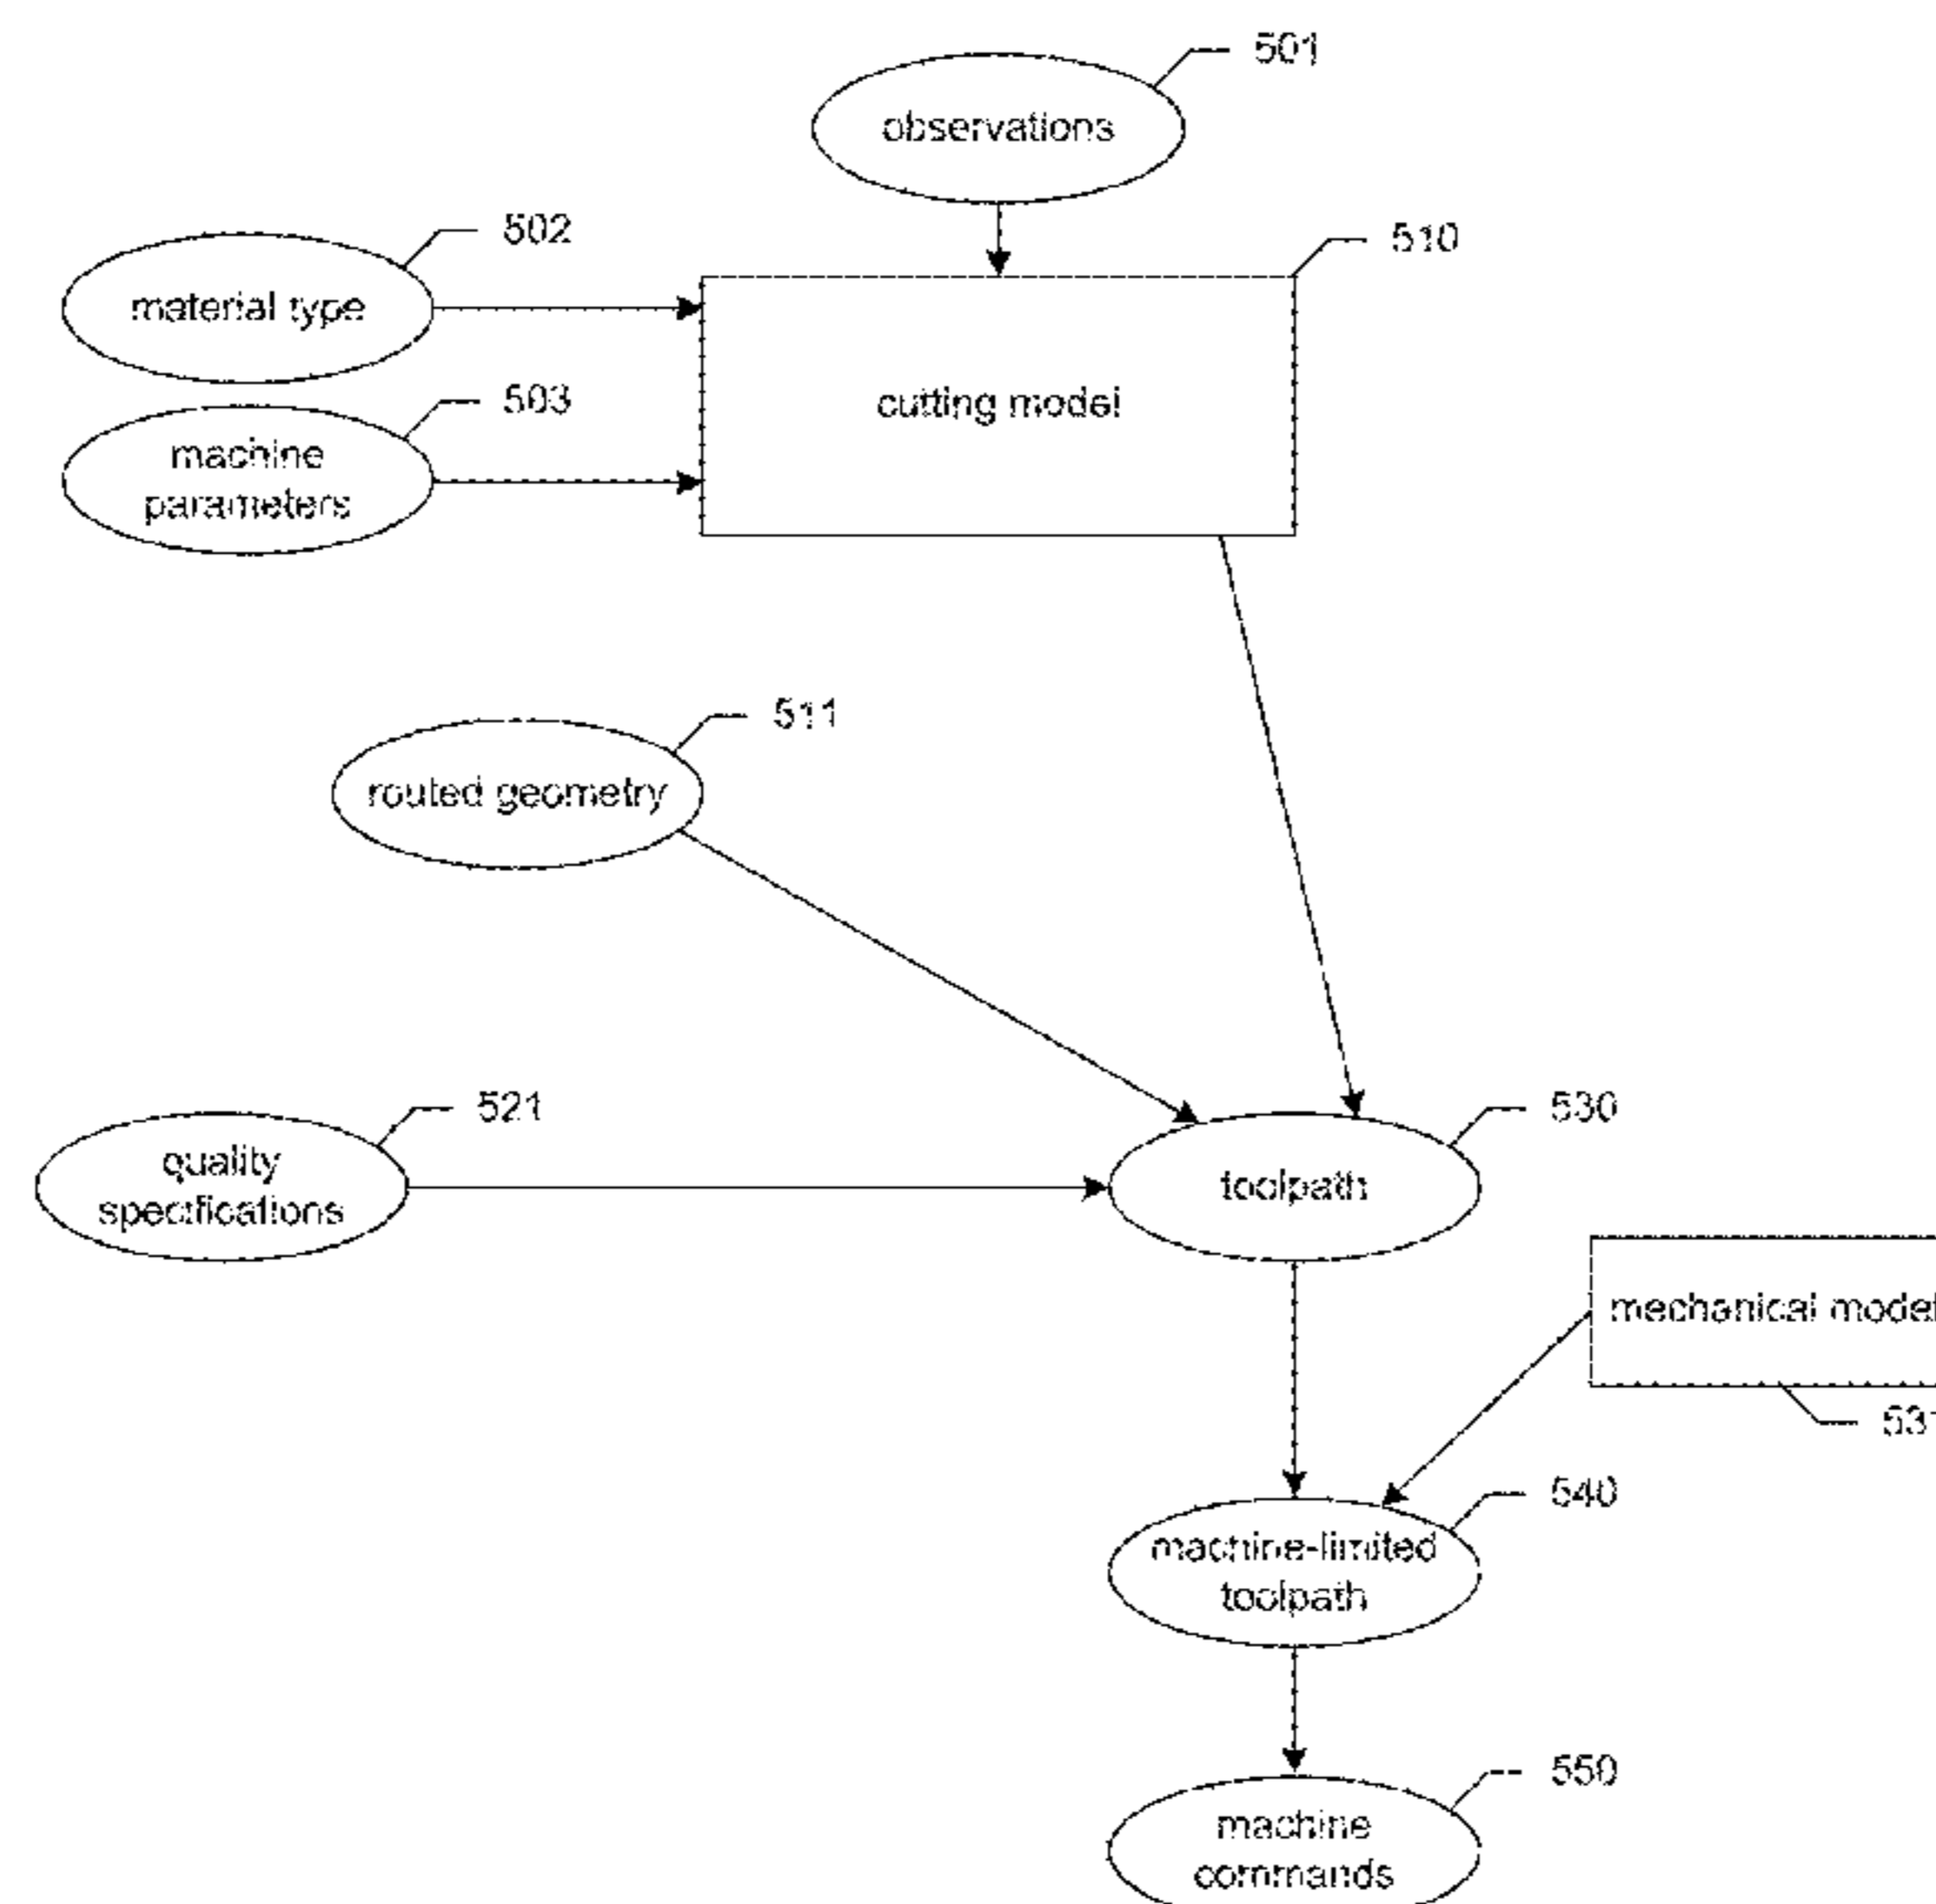 501
observations
502
510
material type
503
cutting model
machine
parameters
511
routed geometry
521
530
quality
specifications
toolpath
mechanical model
540
machine-limited
toolpath
550
machine
commands